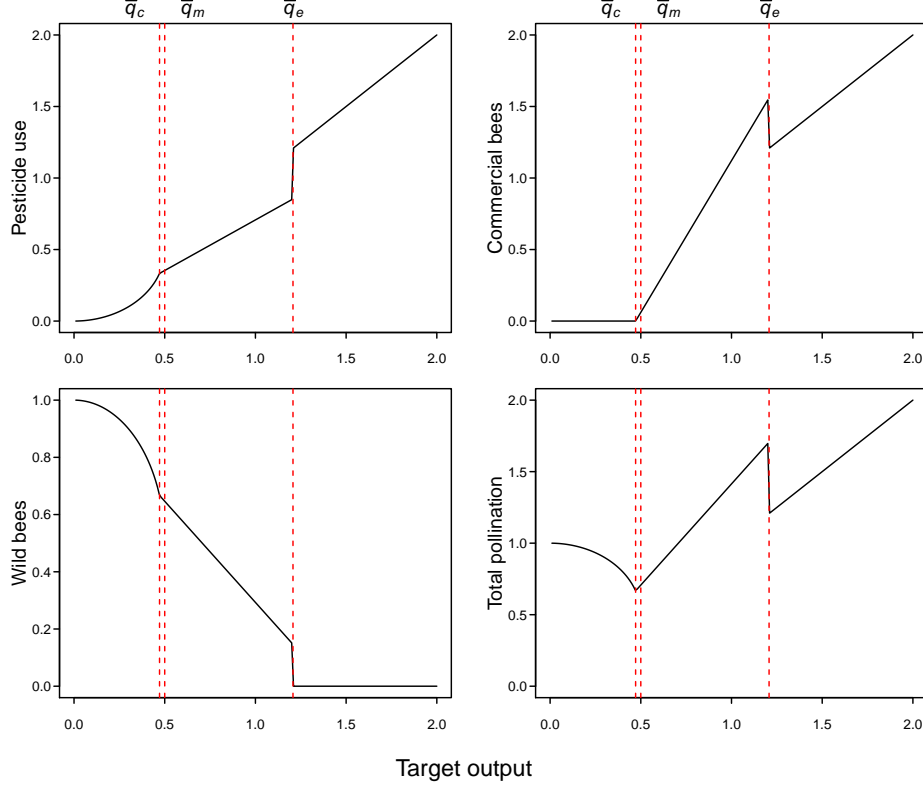 q̅c q̅m q̅e q̅c q̅m q̅e
Pesticide use
2.0
1.5
1.0
0.5
0.0
0.0 0.5 1.0 1.5 2.0
Commercial bees
2.0
1.5
1.0
0.5
0.0
0.0 0.5 1.0 1.5 2.0
Wild bees
1.0
0.8
0.6
0.4
0.2
0.0
0.0 0.5 1.0 1.5 2.0
Total pollination
2.0
1.5
1.0
0.5
0.0
0.0 0.5 1.0 1.5 2.0
Target output